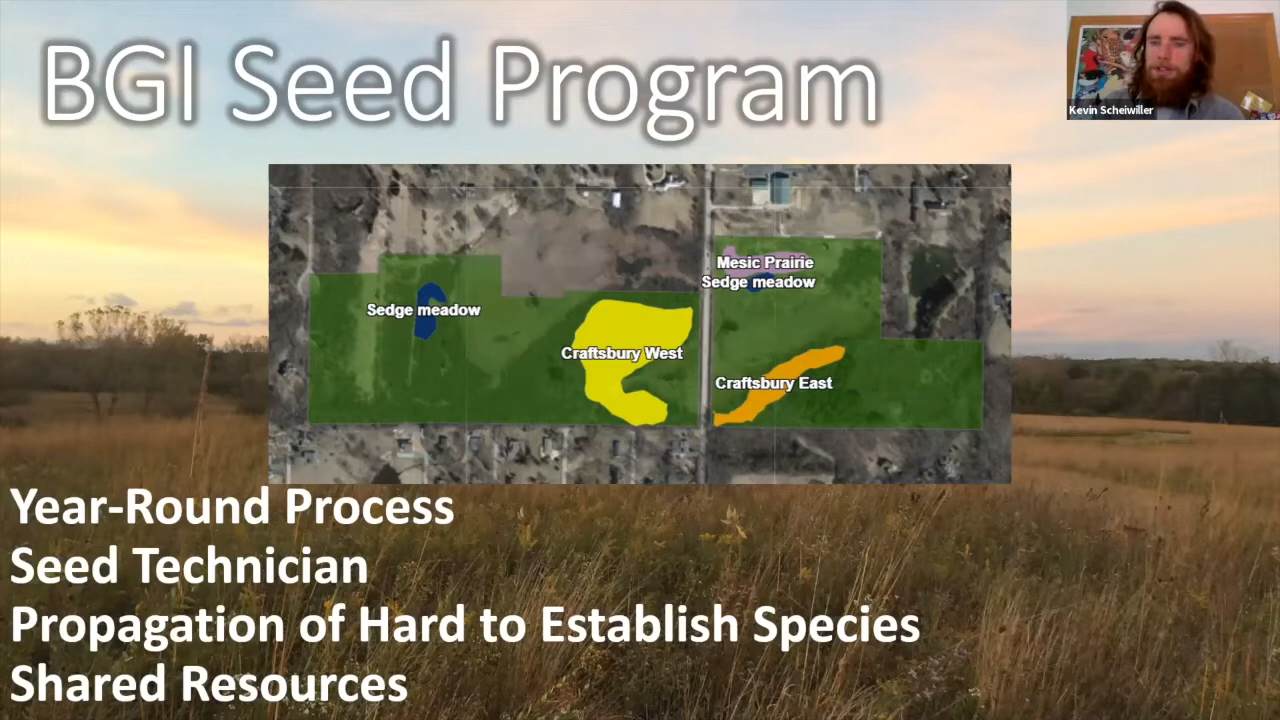 BGI Seed Program
Kevin Scheiwiller
Mesic Prairie
Sedge meadow
Sedge meadow
Craftsbury West
Craftsbury East
Year-Round Process
Seed Technician
Propagation of Hard to Establish Species
Shared Resources